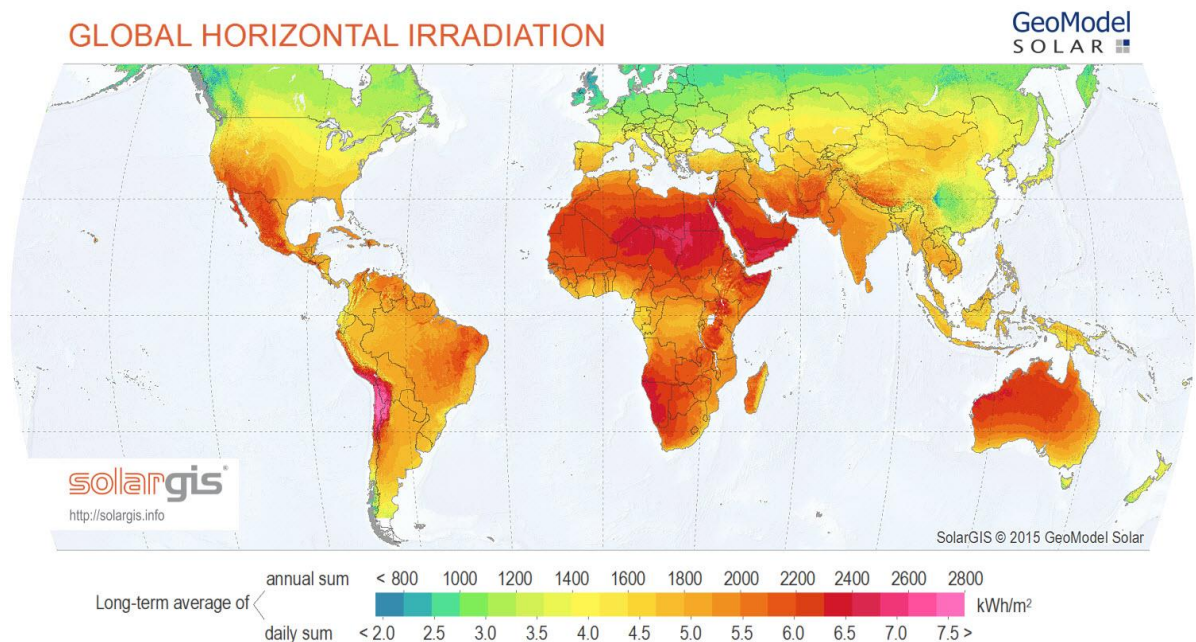 GLOBAL HORIZONTAL IRRADIATION
GeoModel
SOLAR
solargis®
http://solargis.info
SolarGIS © 2015 GeoModel Solar
annual sum < 800 1000 1200 1400 1600 1800 2000 2200 2400 2600 2800
Long-term average of
kWh/m²
daily sum < 2.0 2.5 3.0 3.5 4.0 4.5 5.0 5.5 6.0 6.5 7.0 7.5 >